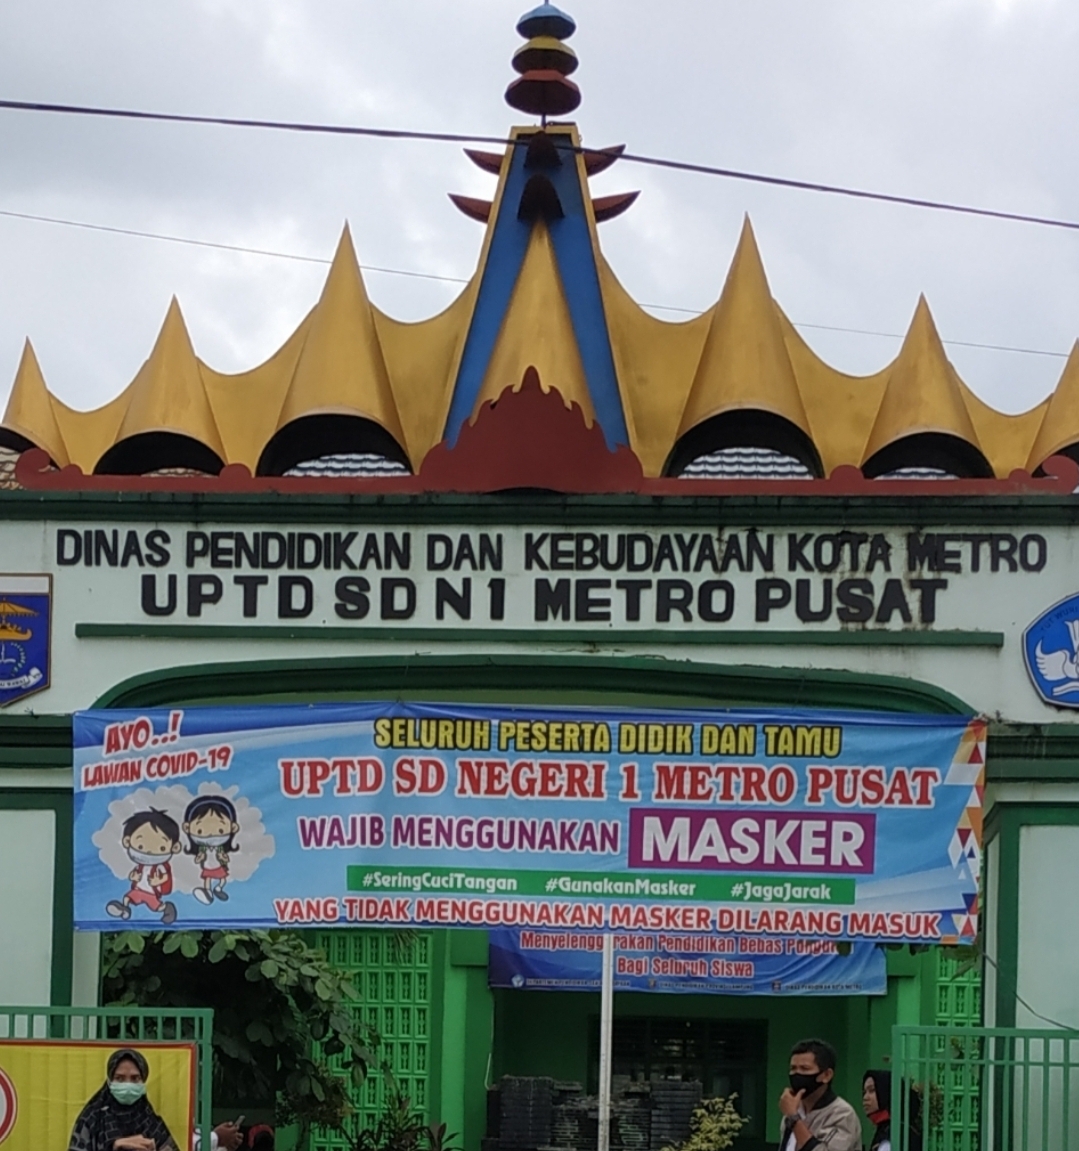 DINAS PENDIDIKAN DAN KEBUDAYAAN KOTA METRO
UPTD SD N 1 METRO PUSAT
AYO..!
LAWAN COVID-19
SELURUH PESERTA DIDIK DAN TAMU
UPTD SD NEGERI 1 METRO PUSAT
WAJIB MENGGUNAKAN MASKER
#SeringCuciTangan #GunakanMasker #JagaJarak
YANG TIDAK MENGGUNAKAN MASKER DILARANG MASUK
Pendidikan Bebas
Bagi Seluruh Siswa